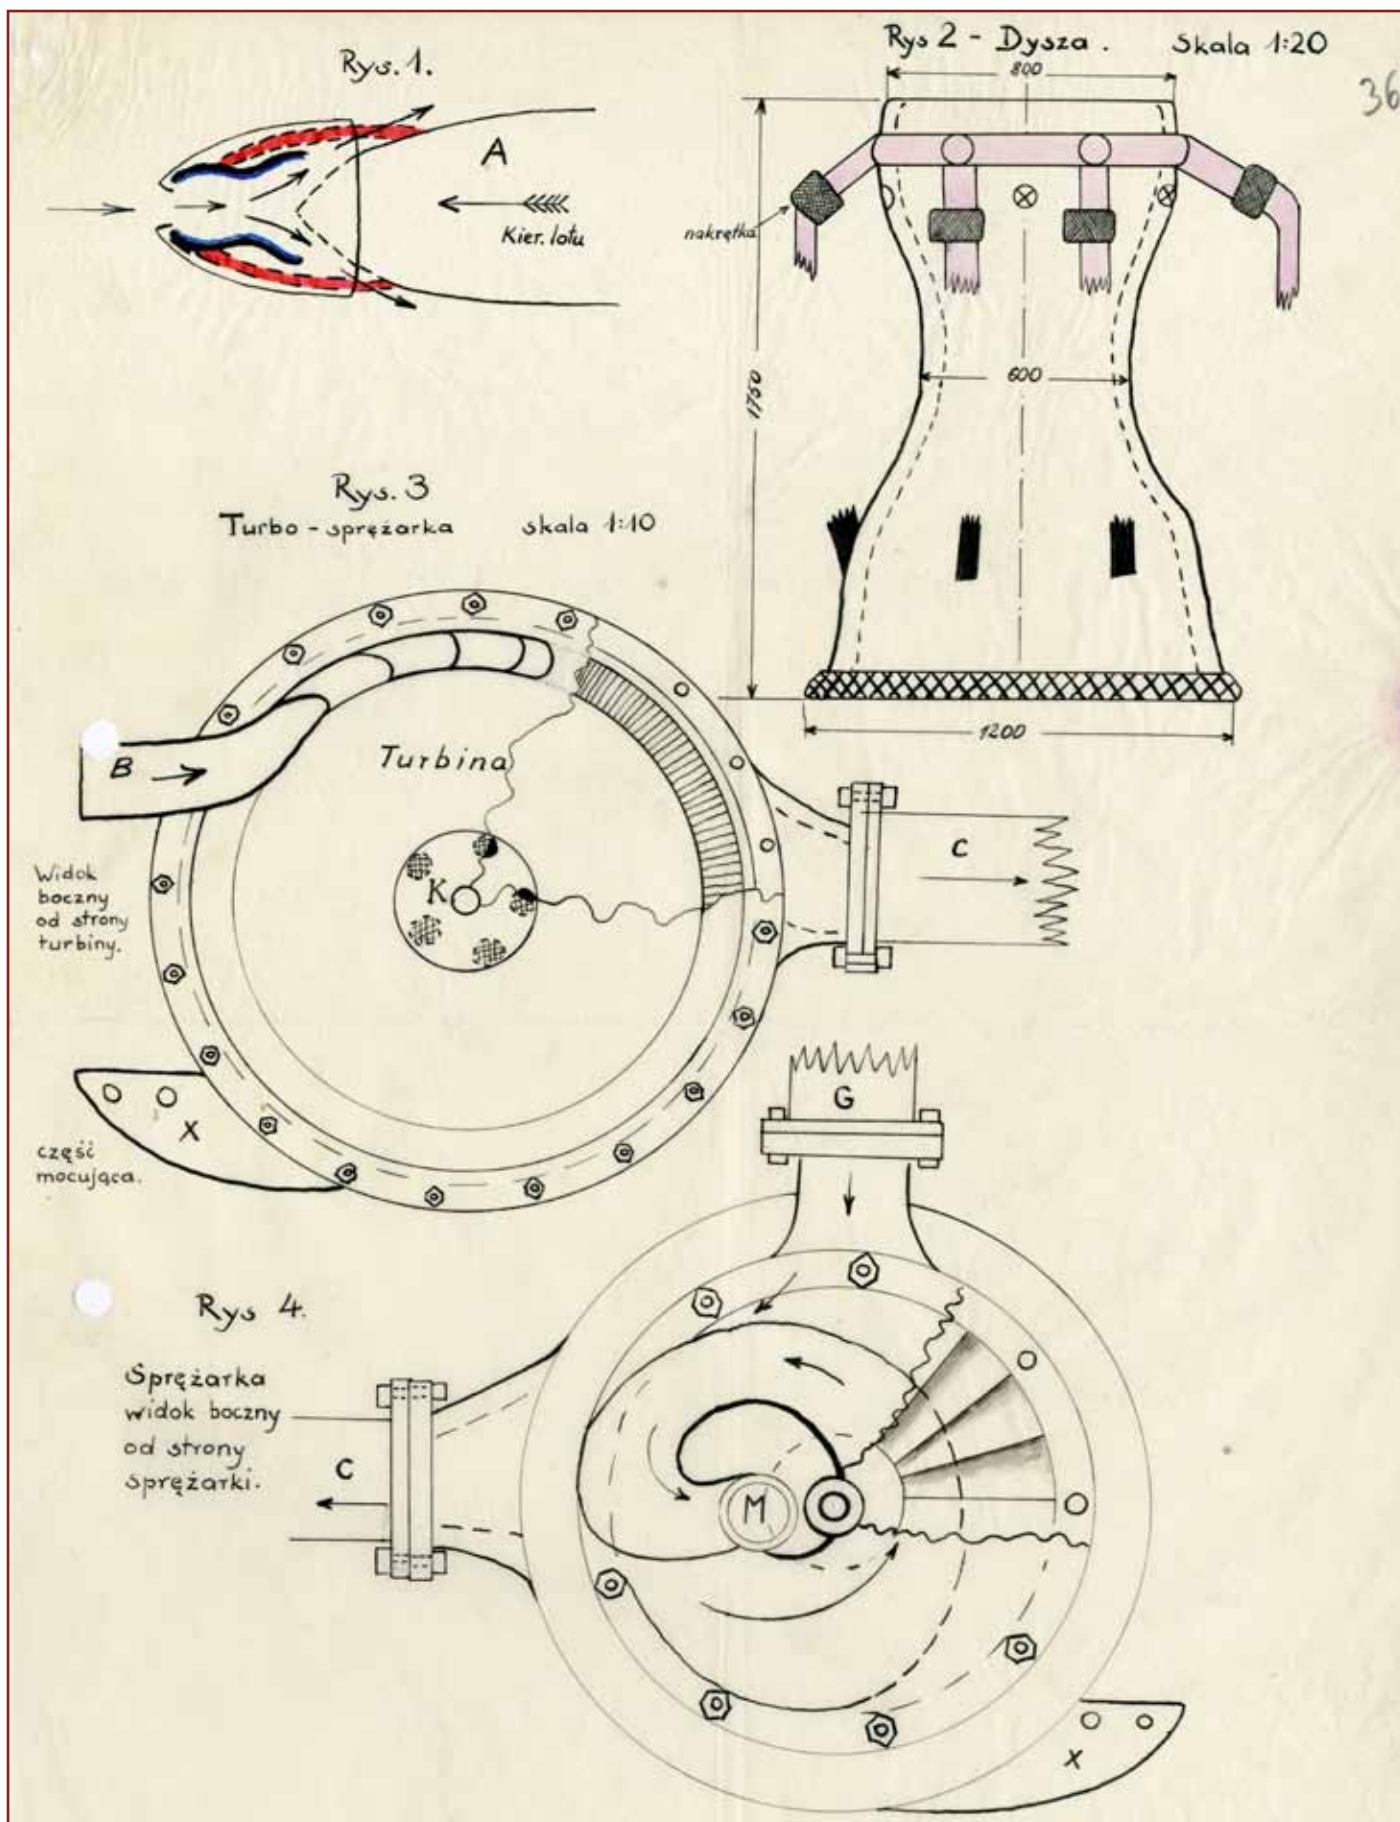 Rys. 1.
A
Kier. lotu
Rys 2 - Dysza. Skala 1:20
36
800
nakrętka
1750
600
1200
Rys. 3
Turbo-sprężarka skala 1:10
B
Turbina
K
C
Widok
boczny
od strony
turbiny.
X
część
mocująca.
G
Rys 4.
Sprężarka
widok boczny
od strony
sprężarki.
C
M
X